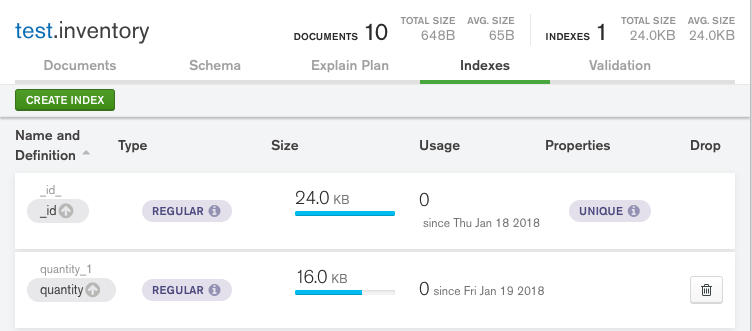 test.inventory
DOCUMENTS 10 TOTAL SIZE 648B AVG. SIZE 65B INDEXES 1 TOTAL SIZE 24.0KB AVG. SIZE 24.0KB
Documents Schema Explain Plan Indexes Validation
CREATE INDEX
Name and Definition Type Size Usage Properties Drop
_id_
_id REGULAR 24.0 KB 0 since Thu Jan 18 2018 UNIQUE
quantity_1
quantity REGULAR 16.0 KB 0 since Fri Jan 19 2018